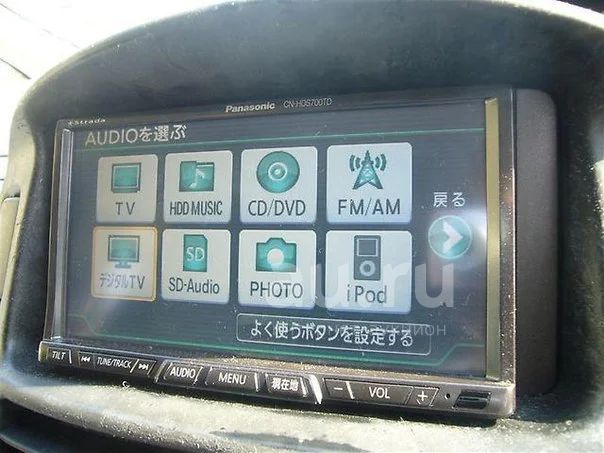 Panasonic CN-HDS700TD
Strada
AUDIOを選ぶ
TV HDD MUSIC CD/DVD FM/AM 戻る
SD
デジタルTV SD-Audio PHOTO iPod
よく使うボタンを設定する
TILT TUNE/TRACK AUDIO MENU 現在地 − VOL +